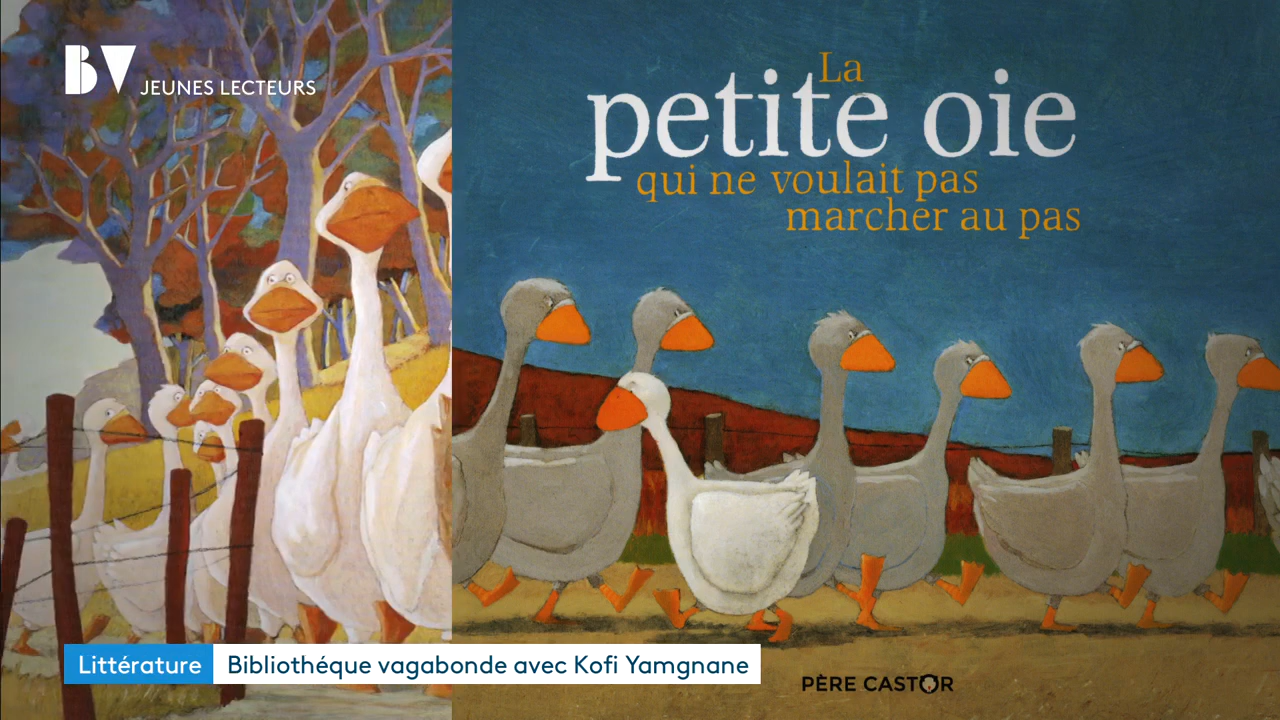 BV JEUNES LECTEURS
La
petite oie
qui ne voulait pas
marcher au pas
Littérature Bibliothéque vagabonde avec Kofi Yamgnane
PÈRE CASTOR